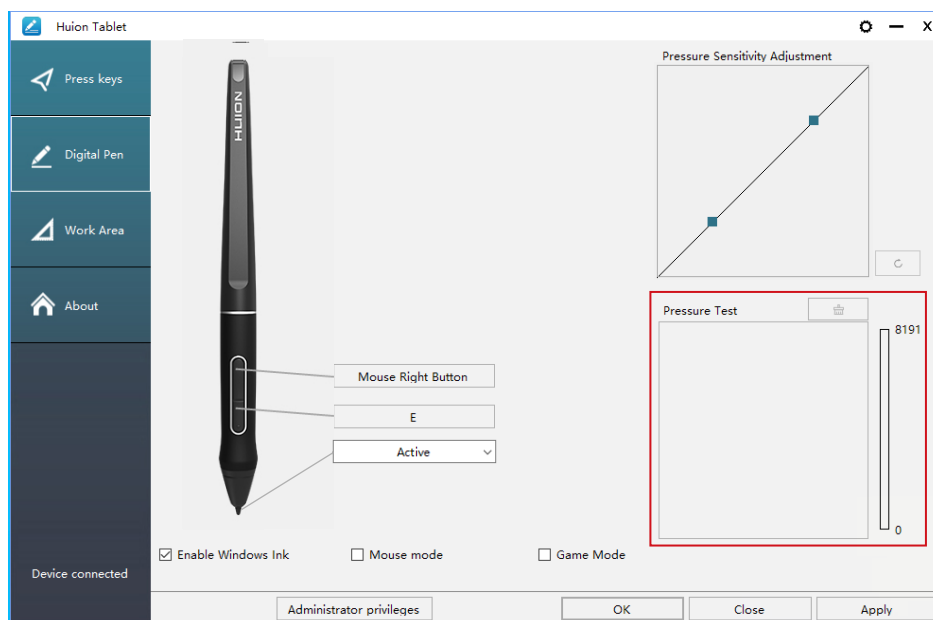 Huion Tablet
Press keys
Digital Pen
Work Area
About
Device connected
HUION
Mouse Right Button
E
Active
Enable Windows Ink
Mouse mode
Game Mode
Pressure Sensitivity Adjustment
Pressure Test
8191
0
Administrator privileges
OK
Close
Apply